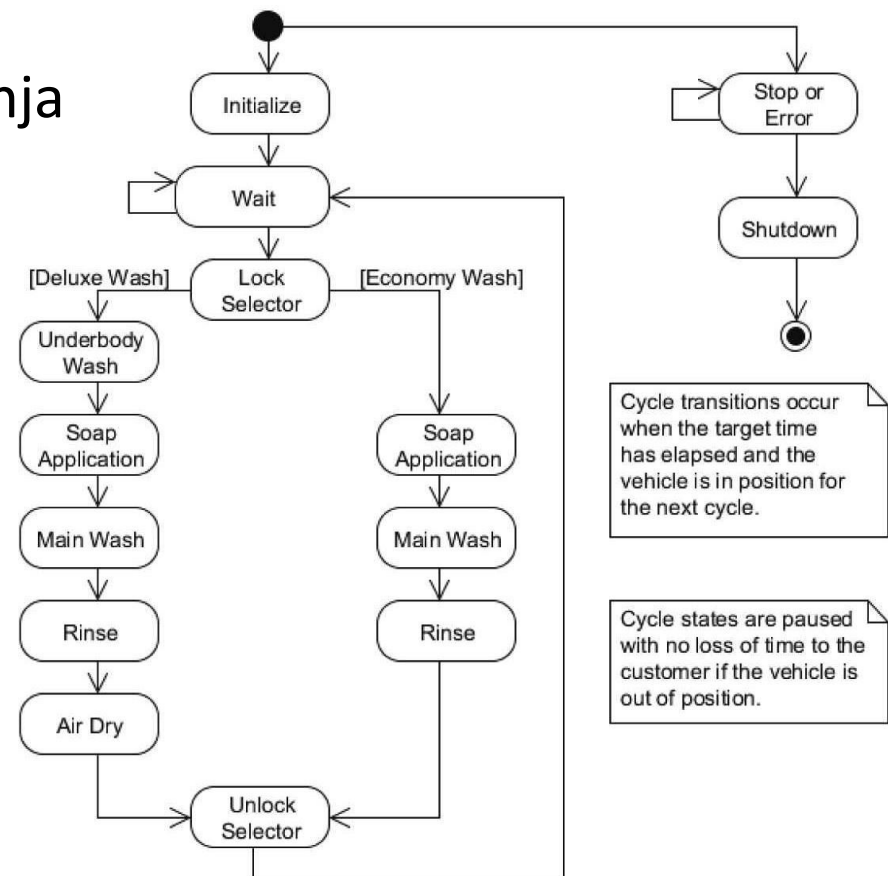 nja
Initialize
Stop or
Error
Wait
Shutdown
[Deluxe Wash]
Lock
Selector
[Economy Wash]
Underbody
Wash
Soap
Application
Main Wash
Rinse
Air Dry
Soap
Application
Main Wash
Rinse
Unlock
Selector
Cycle transitions occur
when the target time
has elapsed and the
vehicle is in position for
the next cycle.
Cycle states are paused
with no loss of time to the
customer if the vehicle is
out of position.